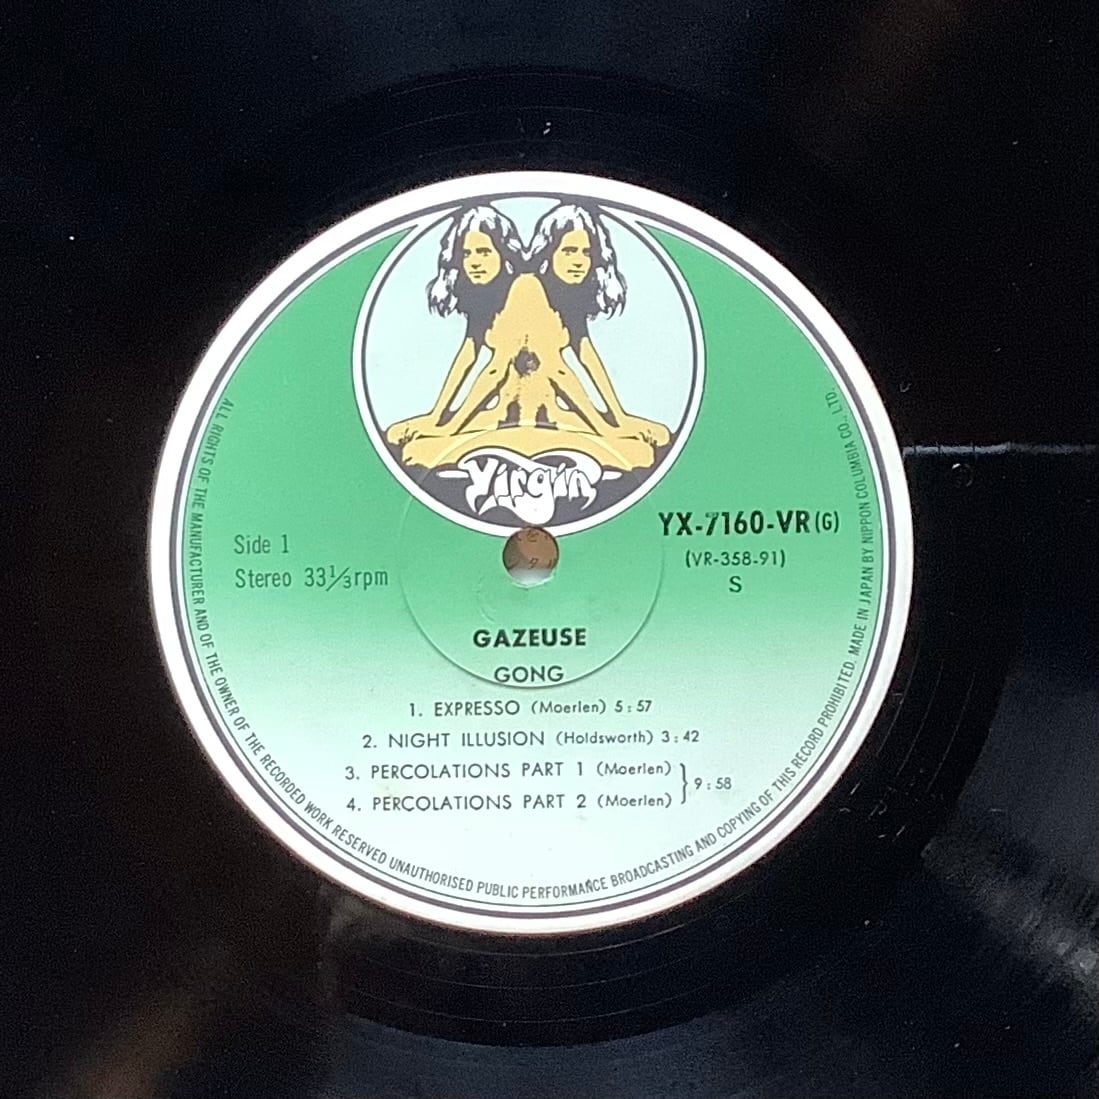 Virgin
YX-7160-VR(G)
(VR-358-91)
S
Side 1
Stereo 33⅓rpm
GAZEUSE
GONG
1. EXPRESSO (Moerlen) 5:57
2. NIGHT ILLUSION (Holdsworth) 3:42
3. PERCOLATIONS PART 1 (Moerlen)
4. PERCOLATIONS PART 2 (Moerlen)
} 9:58
ALL RIGHTS OF THE MANUFACTURER AND OF THE OWNER OF THE RECORDED WORK RESERVED UNAUTHORISED PUBLIC PERFORMANCE BROADCASTING AND COPYING OF THIS RECORD PROHIBITED. MADE IN JAPAN BY NIPPON COLUMBIA CO., LTD.